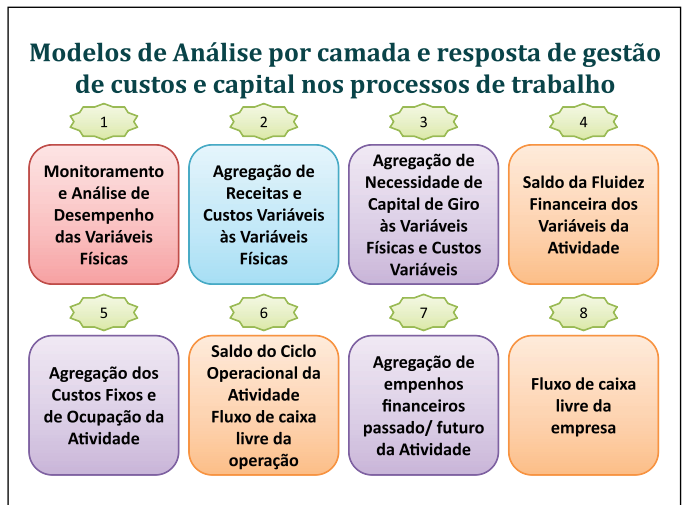 Modelos de Análise por camada e resposta de gestão
de custos e capital nos processos de trabalho
1
2
3
4
Monitoramento
e Análise de
Desempenho
das Variáveis
Físicas
Agregação de
Receitas e
Custos Variáveis
às Variáveis
Físicas
Agregação de
Necessidade de
Capital de Giro
às Variáveis
Físicas e Custos
Variáveis
Saldo da Fluidez
Financeira dos
Variáveis da
Atividade
5
6
7
8
Agregação dos
Custos Fixos e
de Ocupação da
Atividade
Saldo do Ciclo
Operacional da
Atividade
Fluxo de caixa
livre da
operação
Agregação de
empenhos
financeiros
passado/ futuro
da Atividade
Fluxo de caixa
livre da
empresa